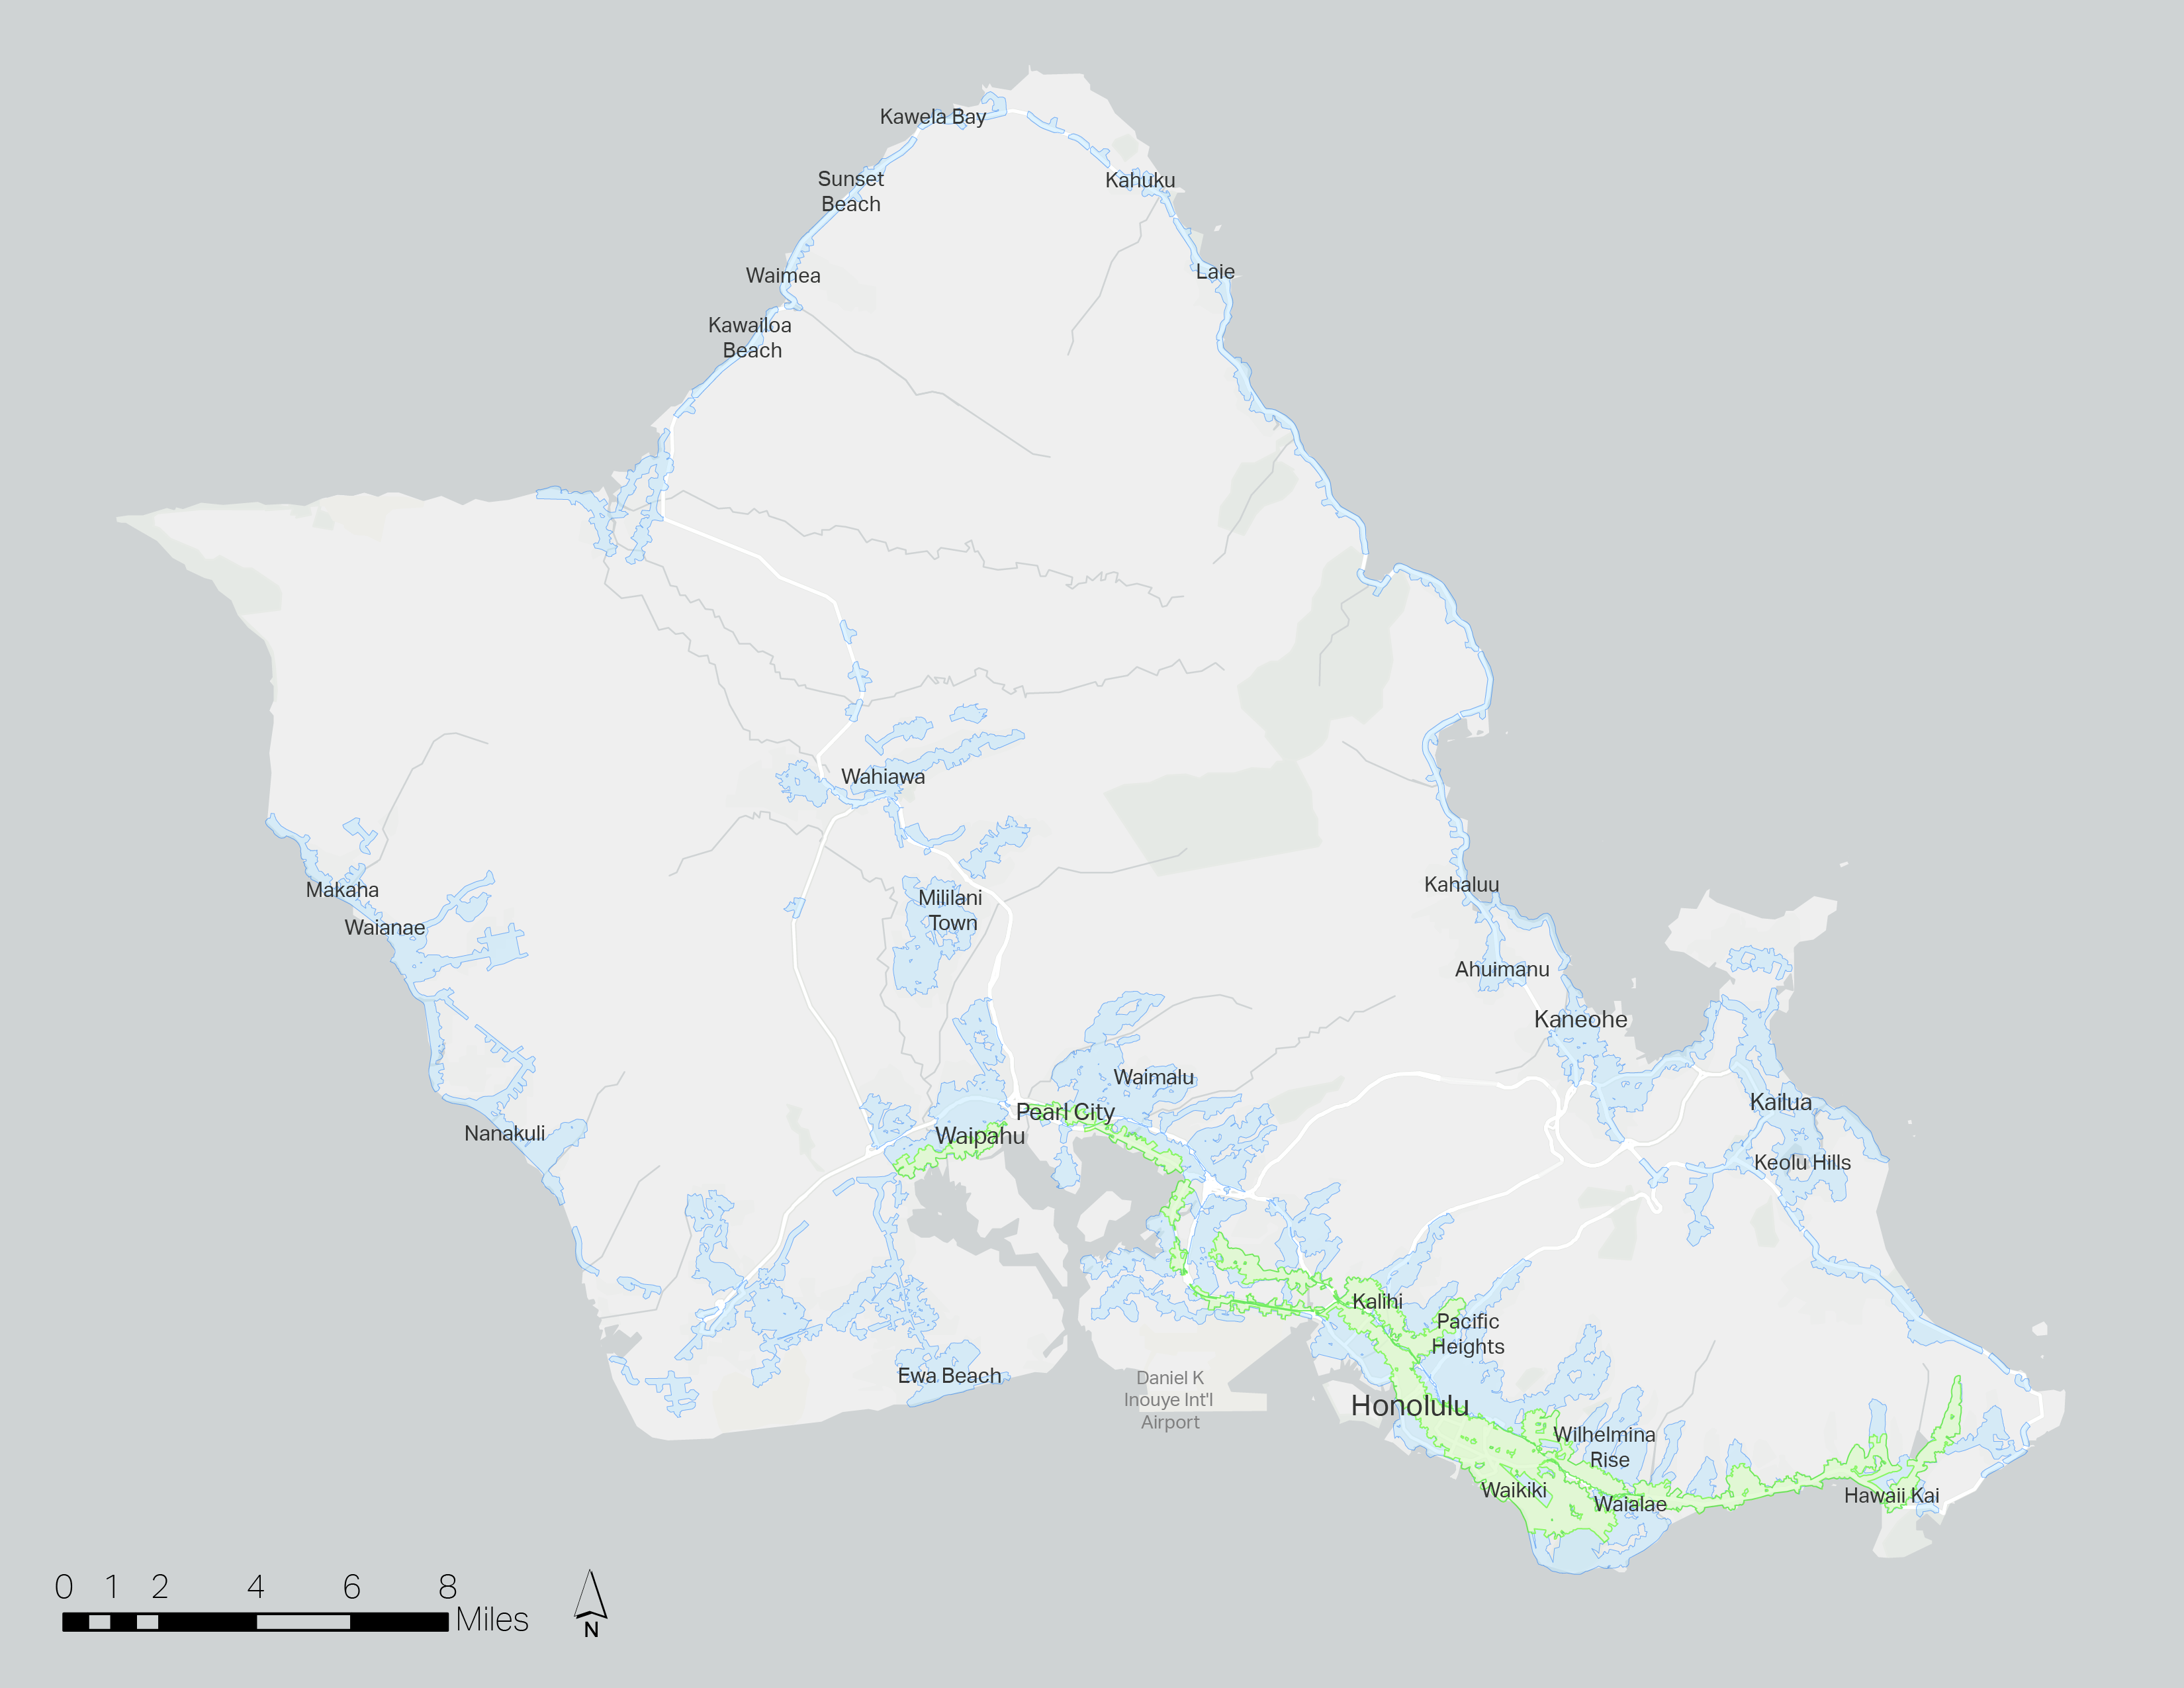 Kawela Bay
Sunset
Beach
Kahuku
Waimea
Laie
Kawailoa
Beach
Wahiawa
Makaha
Waianae
Mililani
Town
Kahaluu
Ahuimanu
Kaneohe
Waimalu
Pearl City
Waipahu
Nanakuli
Kailua
Keolu Hills
Kalihi
Pacific
Heights
Ewa Beach
Daniel K
Inouye Int'l
Airport
Honolulu
Wilhelmina
Rise
Waikiki
Waialae
Hawaii Kai
0 1 2 4 6 8
Miles
N